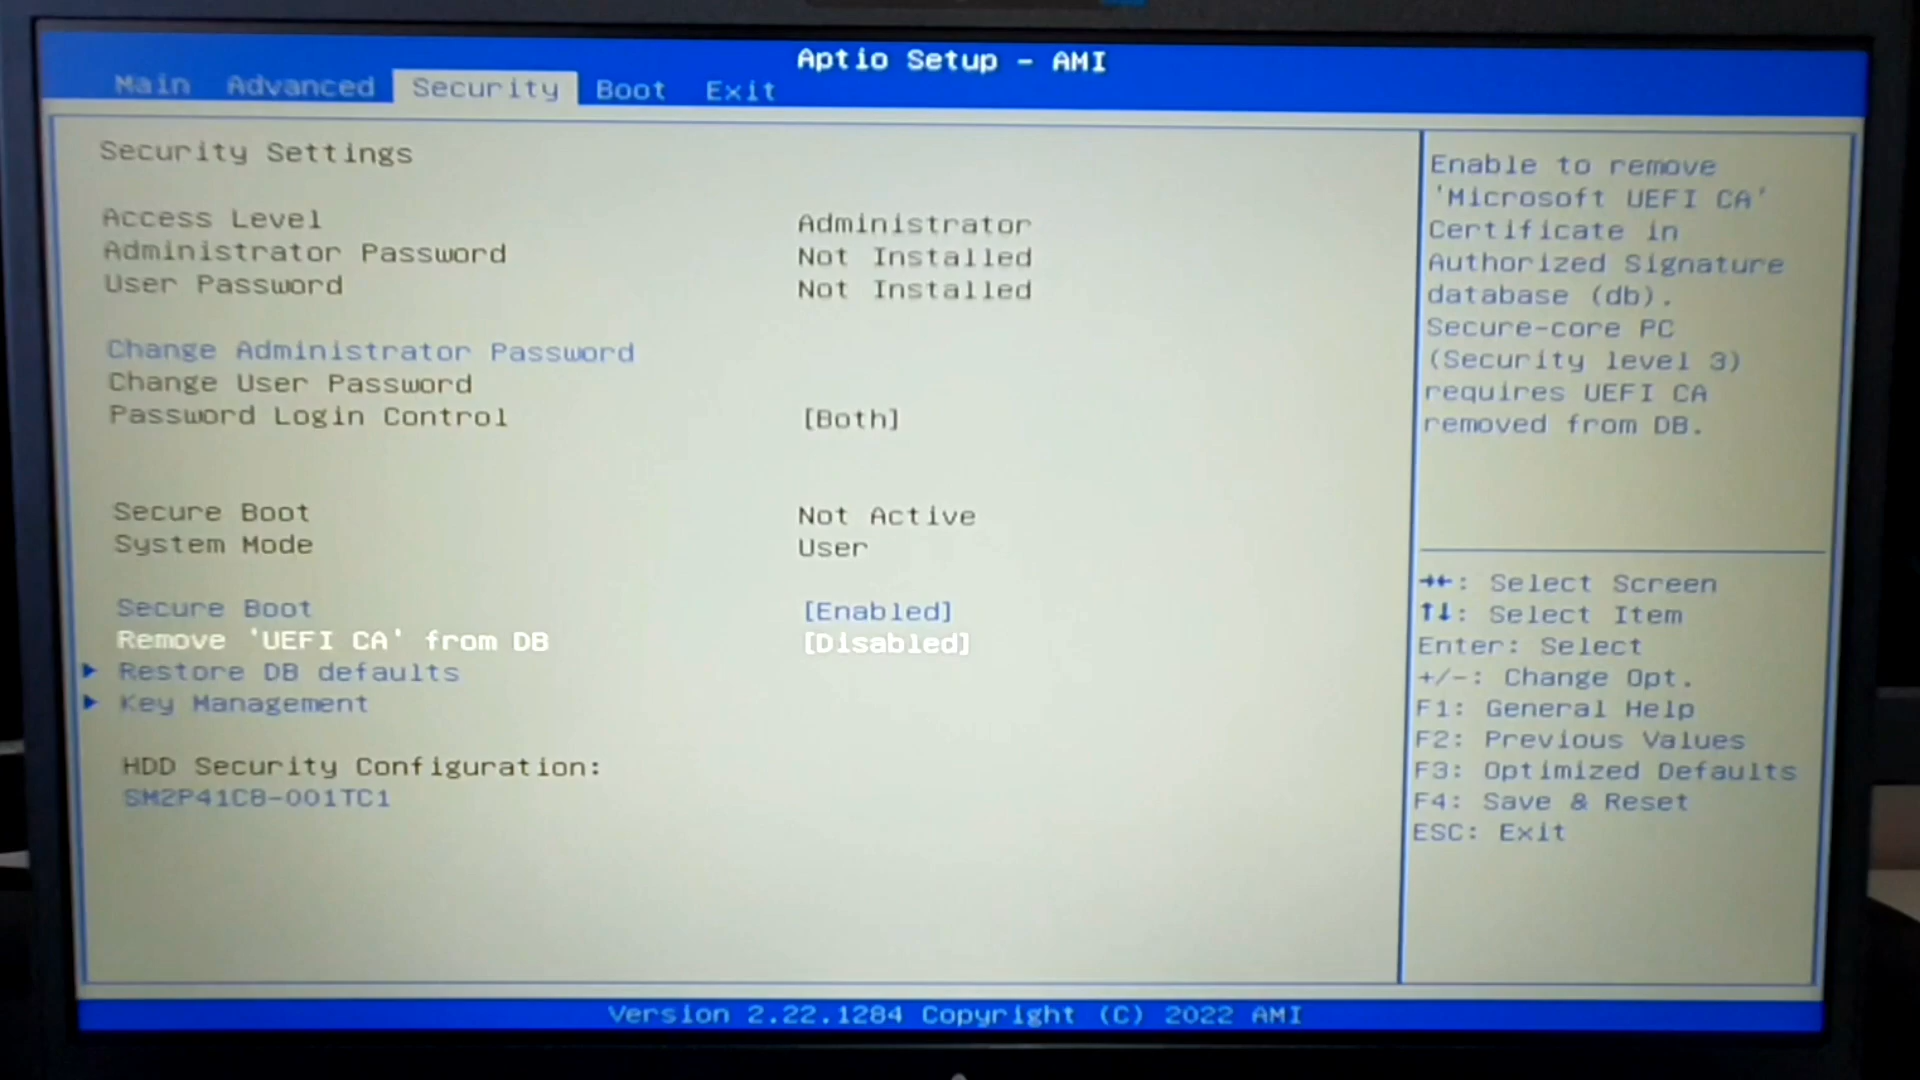 Aptio Setup - AMI
Main Advanced Security Boot Exit
Security Settings
Access Level Administrator
Administrator Password Not Installed
User Password Not Installed
Change Administrator Password
Change User Password
Password Login Control [Both]
Secure Boot Not Active
System Mode User
Secure Boot [Enabled]
Remove 'UEFI CA' from DB [Disabled]
Restore DB defaults
Key Management
HDD Security Configuration:
SM2P41C8-001TC1
Enable to remove
'Microsoft UEFI CA'
Certificate in
Authorized Signature
database (db).
Secure-core PC
(Security level 3)
requires UEFI CA
removed from DB.
→←: Select Screen
↑↓: Select Item
Enter: Select
+/-: Change Opt.
F1: General Help
F2: Previous Values
F3: Optimized Defaults
F4: Save & Reset
ESC: Exit
Version 2.22.1284 Copyright (C) 2022 AMI